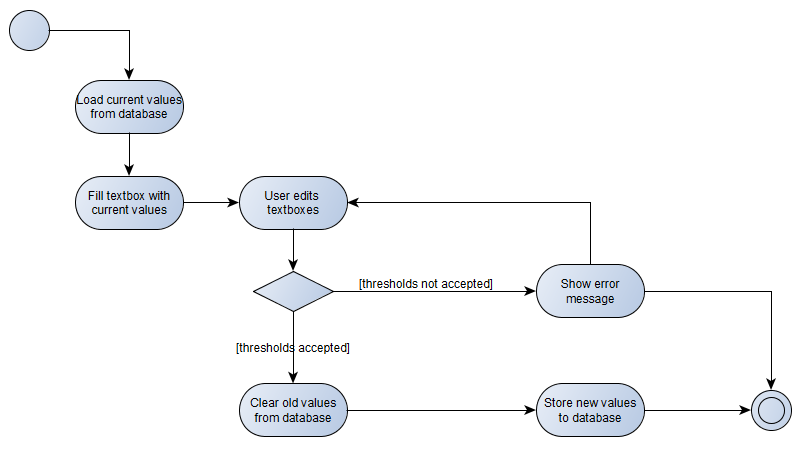 Load current values
from database
Fill textbox with
current values
User edits
textboxes
[thresholds not accepted]
Show error
message
[thresholds accepted]
Clear old values
from database
Store new values
to database